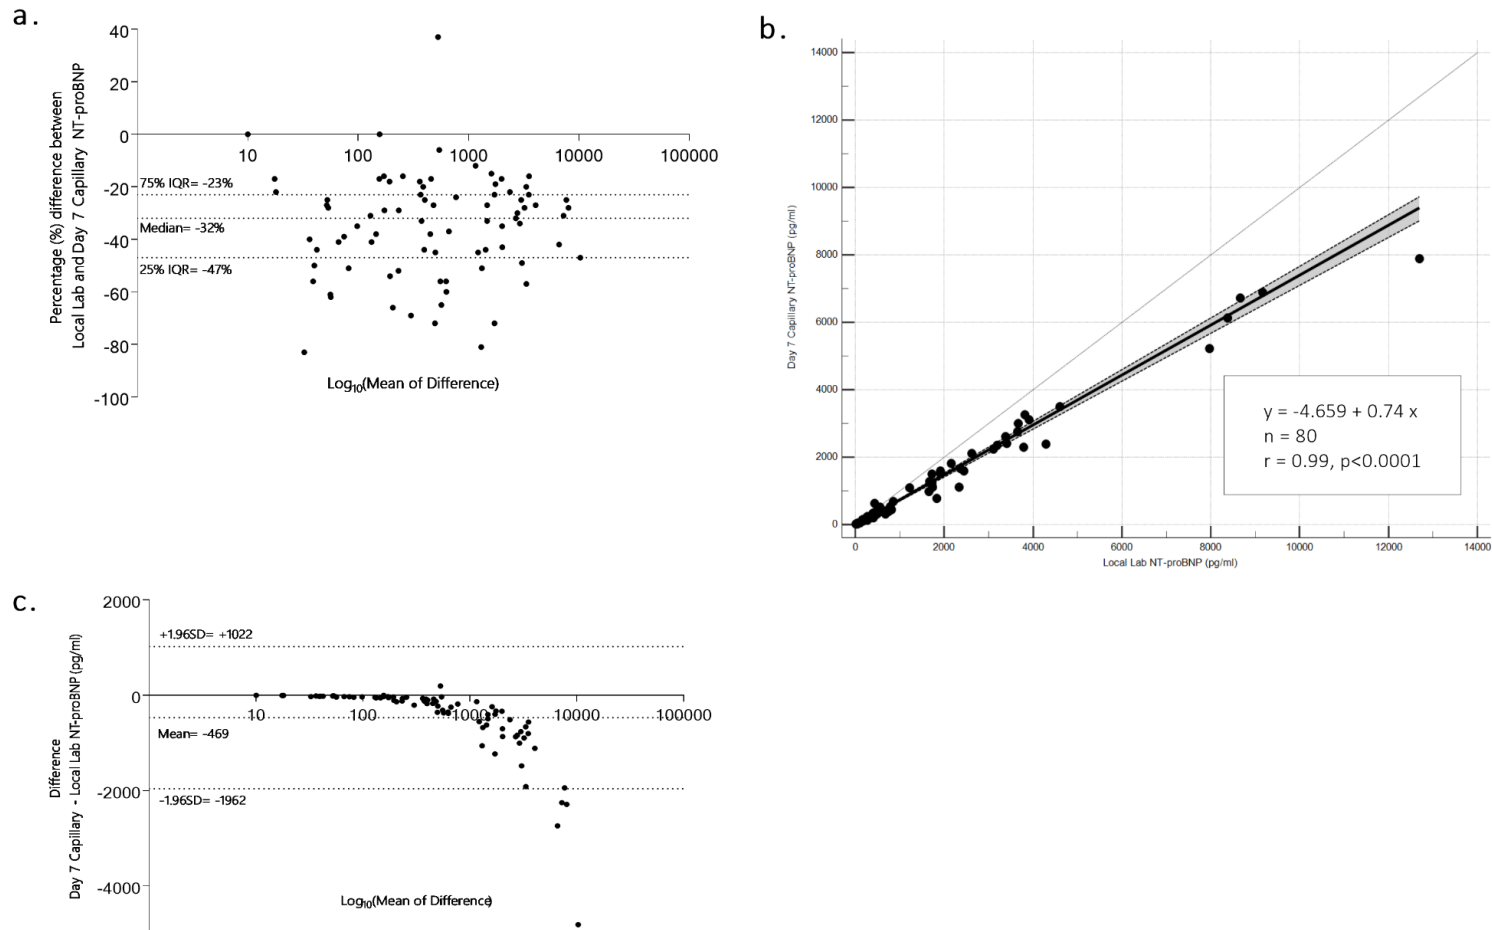 a.
Percentage (%) difference between
Local Lab and Day 7 Capillary NT-proBNP
40
20
0
-20
-40
-60
-80
-100
10
100
1000
10000
100000
75% IQR= -23%
Median= -32%
25% IQR= -47%
Log10(Mean of Difference)
b.
Day 7 Capillary NT-proBNP (pg/ml)
14000
12000
10000
8000
6000
4000
2000
0
y = -4.659 + 0.74 x
n = 80
r = 0.99, p<0.0001
0
2000
4000
6000
8000
10000
12000
14000
Local Lab NT-proBNP (pg/ml)
c.
Difference
Day 7 Capillary - Local Lab NT-proBNP (pg/ml)
2000
0
-2000
-4000
+1.96SD= +1022
10
100
1000
10000
100000
Mean= -469
-1.96SD= -1962
Log10(Mean of Difference)